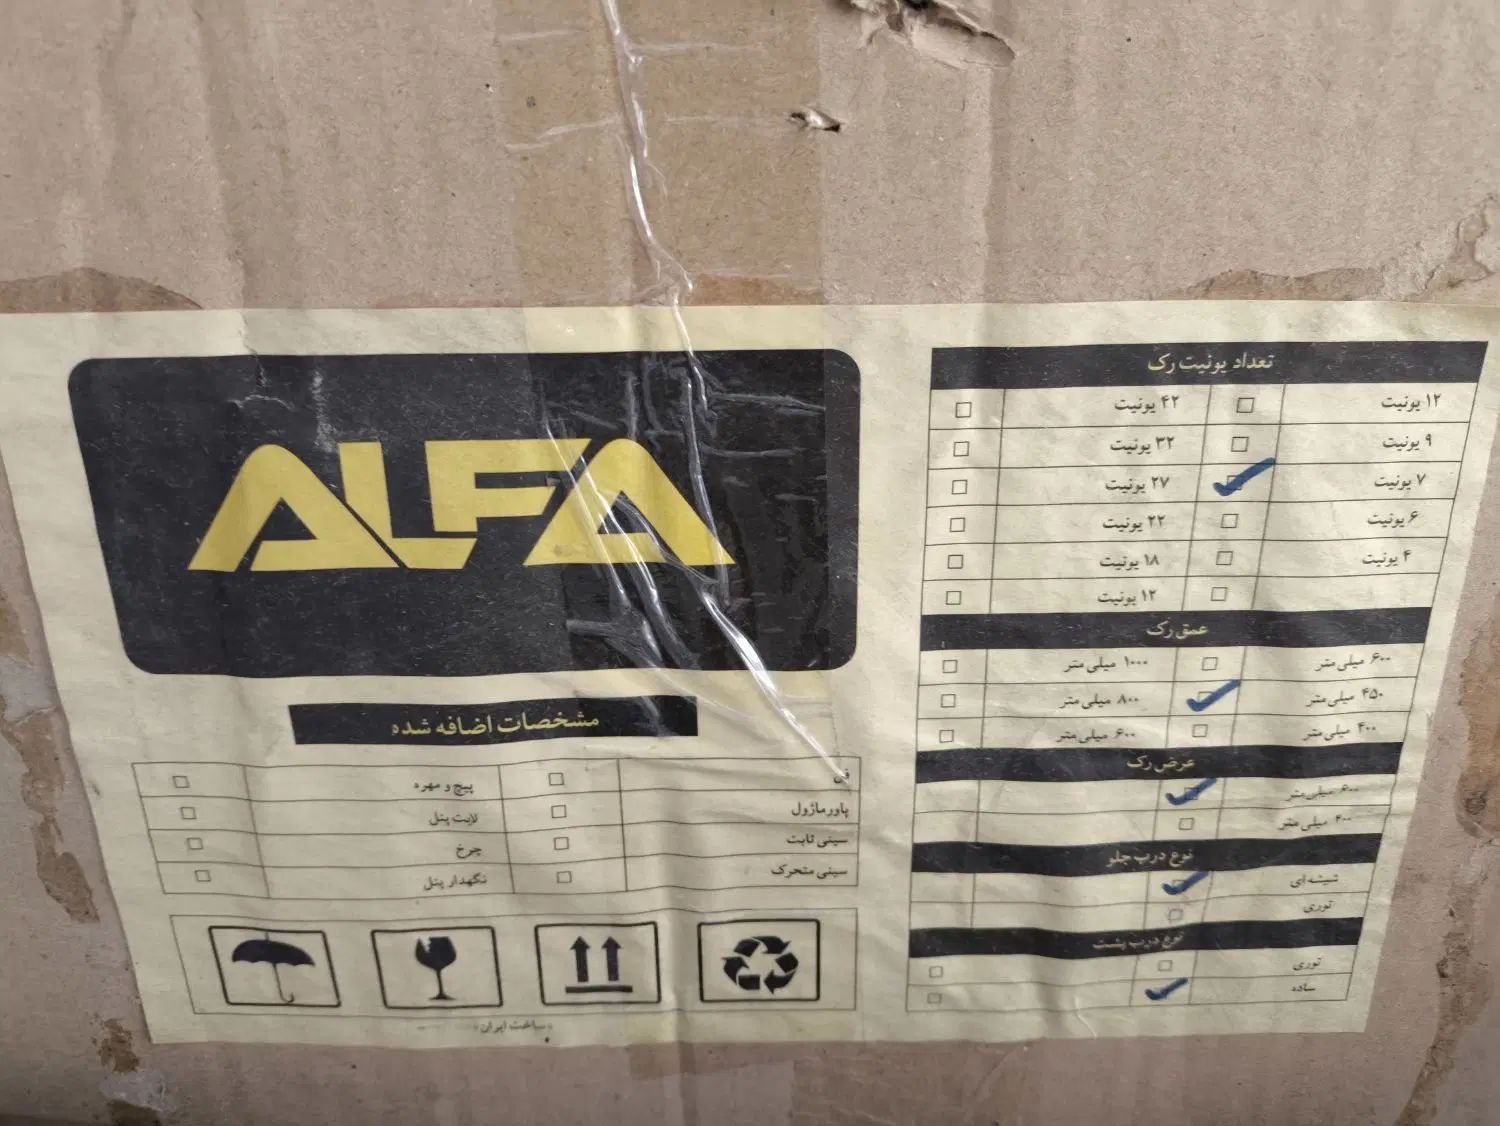 ALFA
مشخصات اضافه شده
فن
پیچ و مهره
پاورماژول
لایت پنل
سینی ثابت
چرخ
سینی متحرک
نگهدار پنل
ساخت ایران
تعداد یونیت رک
۱۲ یونیت
۴۲ یونیت
۹ یونیت
۳۲ یونیت
۷ یونیت
۲۷ یونیت
۶ یونیت
۲۲ یونیت
۴ یونیت
۱۸ یونیت
۱۲ یونیت
عمق رک
۶۰۰ میلی متر
۱۰۰۰ میلی متر
۴۵۰ میلی متر
۸۰۰ میلی متر
۴۰۰ میلی متر
۶۰۰ میلی متر
عرض رک
۶۰۰ میلی متر
۴۰۰ میلی متر
نوع درب جلو
شیشه ای
توری
نوع درب پشت
توری
ساده